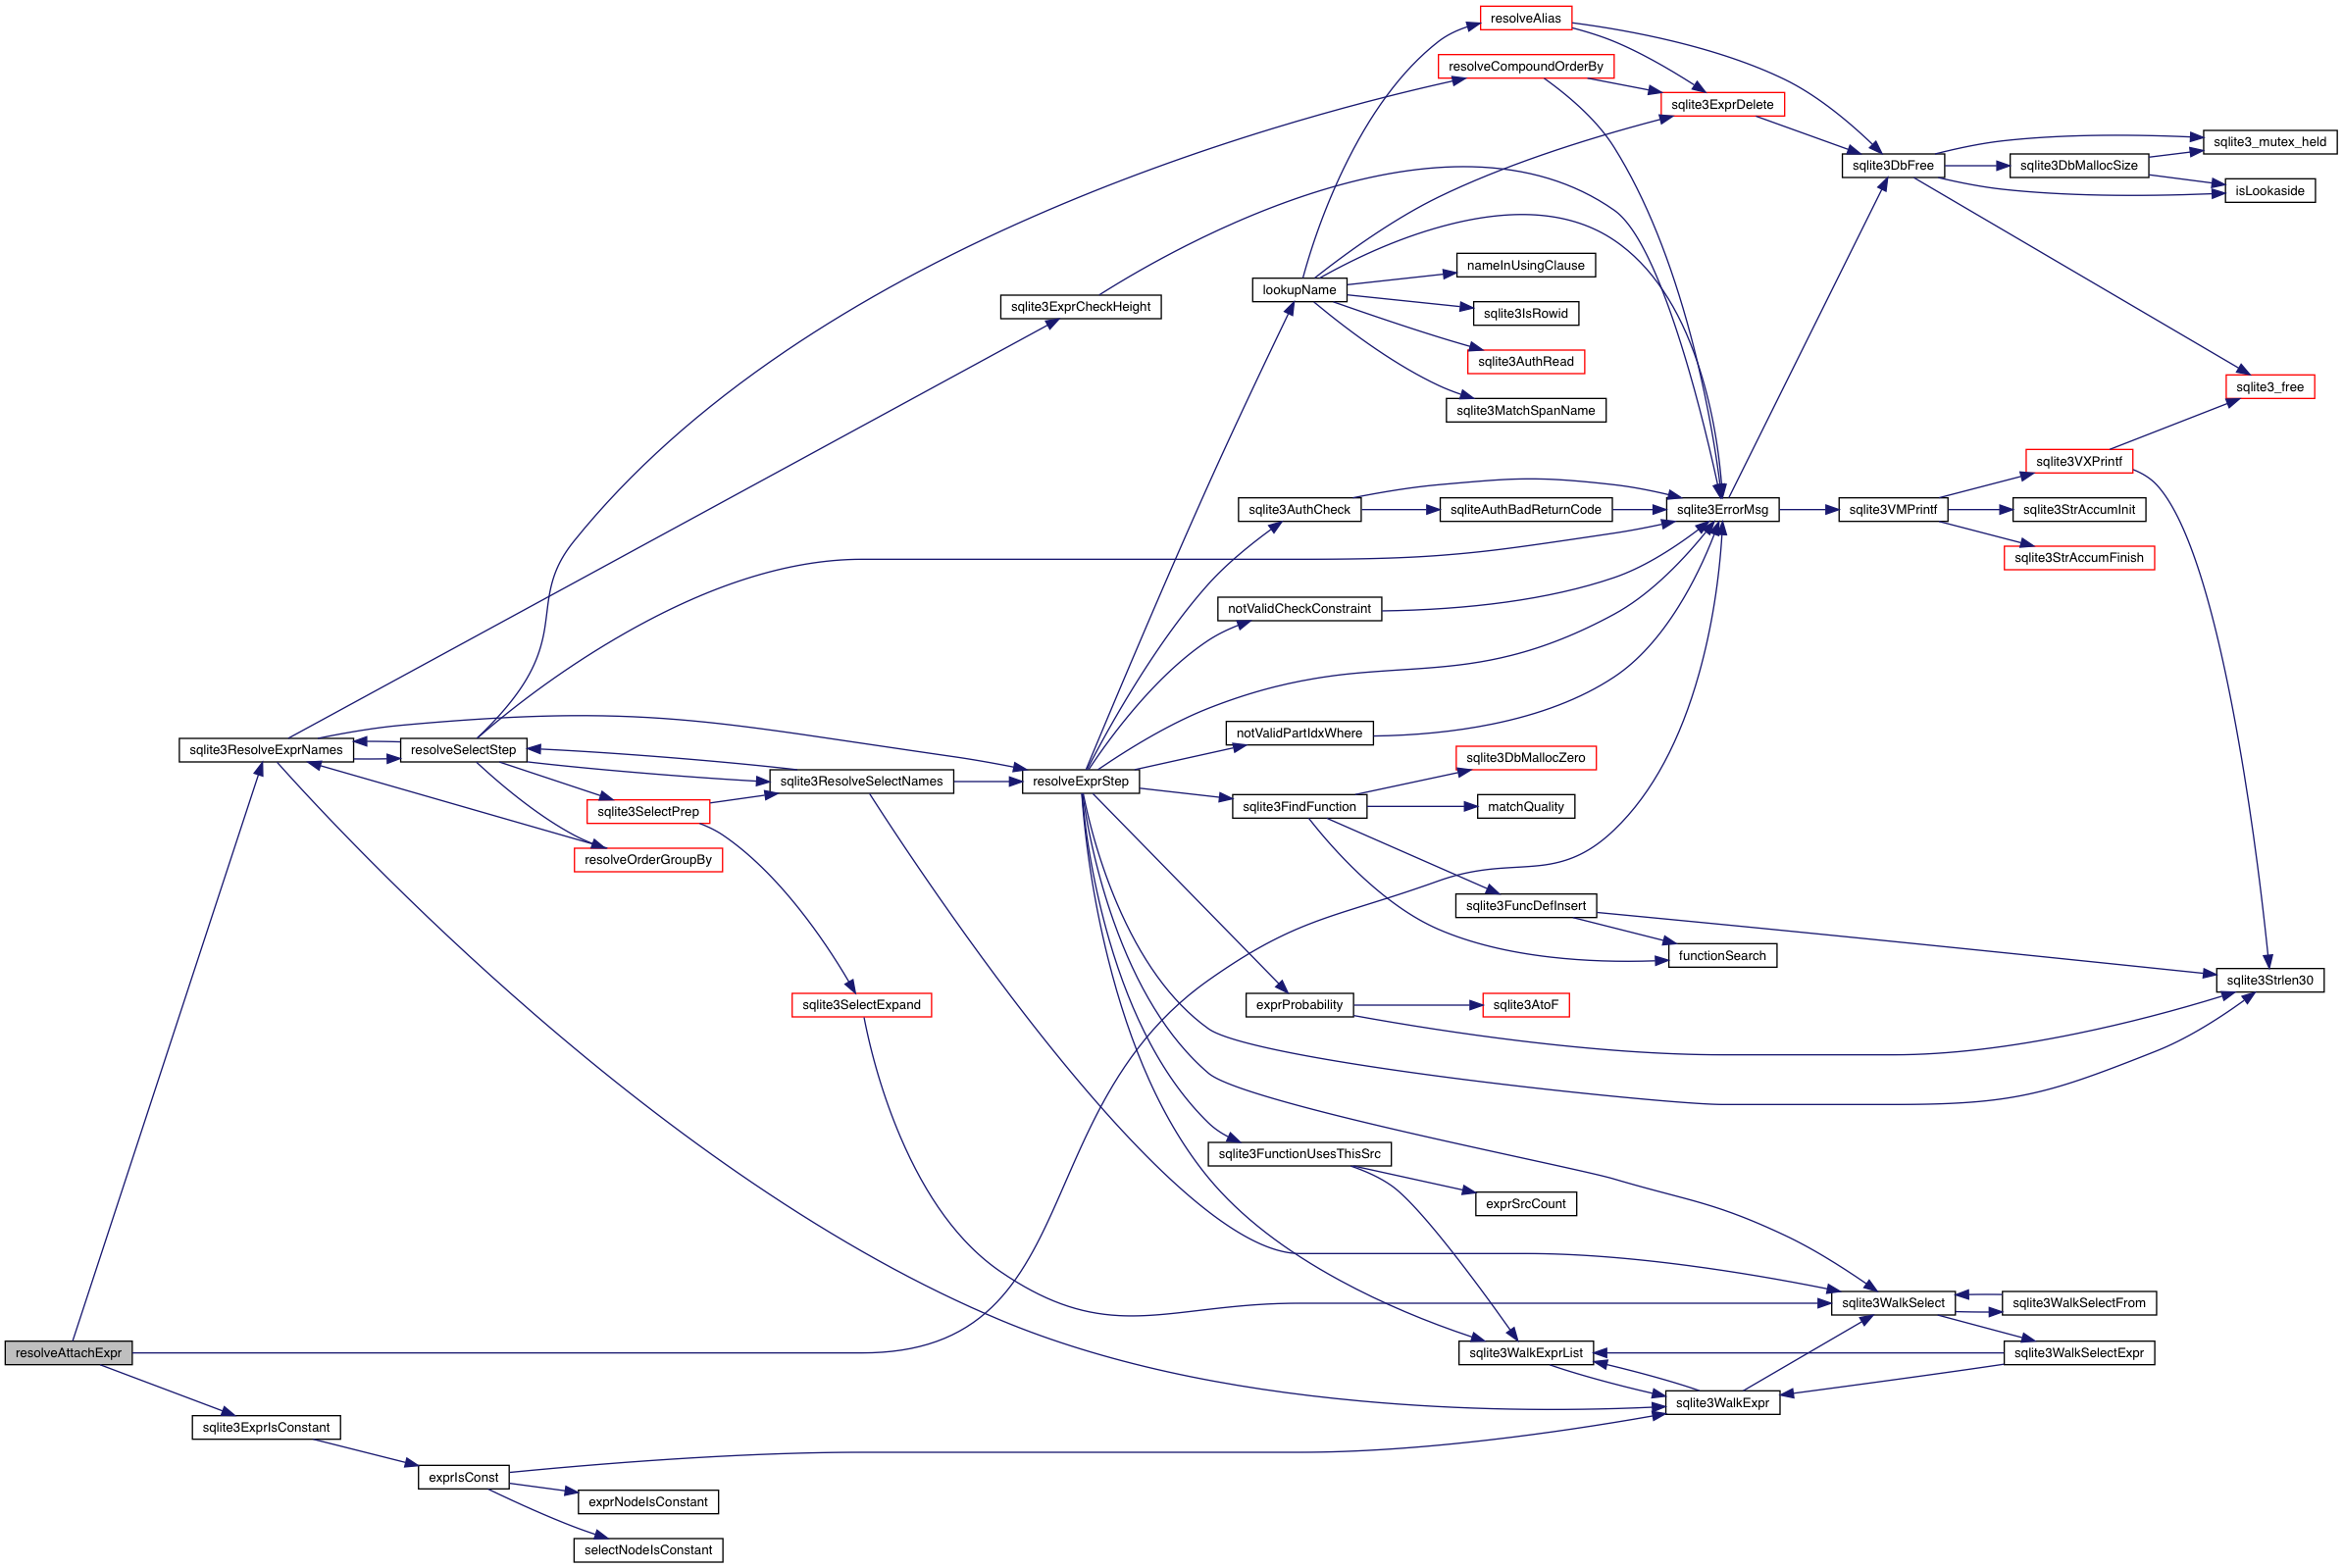 resolveAlias
resolveCompoundOrderBy
sqlite3ExprDelete
sqlite3_mutex_held
sqlite3DbFree
sqlite3DbMallocSize
isLookaside
nameInUsingClause
lookupName
sqlite3ExprCheckHeight
sqlite3IsRowid
sqlite3AuthRead
sqlite3_free
sqlite3MatchSpanName
sqlite3VXPrintf
sqlite3AuthCheck
sqliteAuthBadReturnCode
sqlite3ErrorMsg
sqlite3VMPrintf
sqlite3StrAccumInit
sqlite3StrAccumFinish
notValidCheckConstraint
notValidPartIdxWhere
sqlite3ResolveExprNames
resolveSelectStep
sqlite3DbMallocZero
sqlite3ResolveSelectNames
resolveExprStep
sqlite3SelectPrep
sqlite3FindFunction
matchQuality
resolveOrderGroupBy
sqlite3FuncDefInsert
functionSearch
sqlite3Strlen30
sqlite3SelectExpand
exprProbability
sqlite3AtoF
sqlite3FunctionUsesThisSrc
exprSrcCount
sqlite3WalkSelect
sqlite3WalkSelectFrom
resolveAttachExpr
sqlite3WalkExprList
sqlite3WalkSelectExpr
sqlite3WalkExpr
sqlite3ExprIsConstant
exprIsConst
exprNodeIsConstant
selectNodeIsConstant